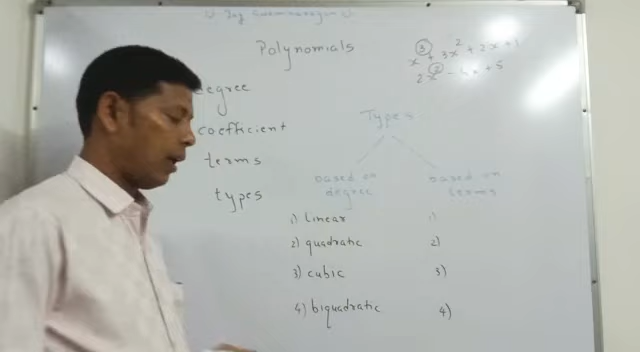 Polynomials
x³ + 3x² + 2x + 1
2x² - 4x + 5
degree
coefficient
terms
types
Types
based on degree
based on terms
1) linear
2) quadratic
3) cubic
4) biquadratic
1)
2)
3)
4)